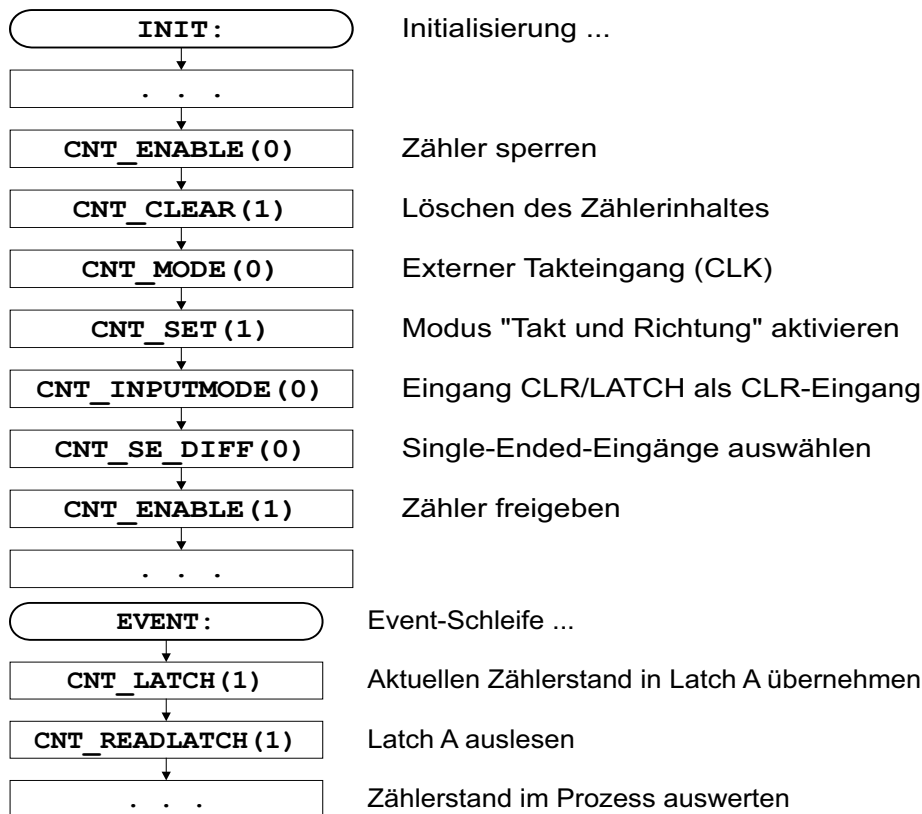 INIT: Initialisierung ...
. . .
CNT_ENABLE(0) Zähler sperren
CNT_CLEAR(1) Löschen des Zählerinhaltes
CNT_MODE(0) Externer Takteingang (CLK)
CNT_SET(1) Modus "Takt und Richtung" aktivieren
CNT_INPUTMODE(0) Eingang CLR/LATCH als CLR-Eingang
CNT_SE_DIFF(0) Single-Ended-Eingänge auswählen
CNT_ENABLE(1) Zähler freigeben
. . .
EVENT: Event-Schleife ...
CNT_LATCH(1) Aktuellen Zählerstand in Latch A übernehmen
CNT_READLATCH(1) Latch A auslesen
. . . Zählerstand im Prozess auswerten